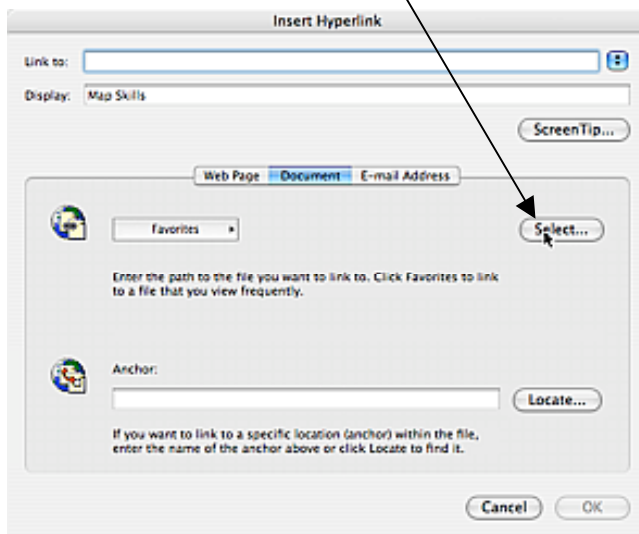 Insert Hyperlink
Link to:
Display: Map Skills
ScreenTip...
Web Page Document E-mail Address
Favorites Select...
Enter the path to the file you want to link to. Click Favorites to link
to a file that you view frequently.
Anchor:
Locate...
If you want to link to a specific location (anchor) within the file,
enter the name of the anchor above or click Locate to find it.
Cancel OK